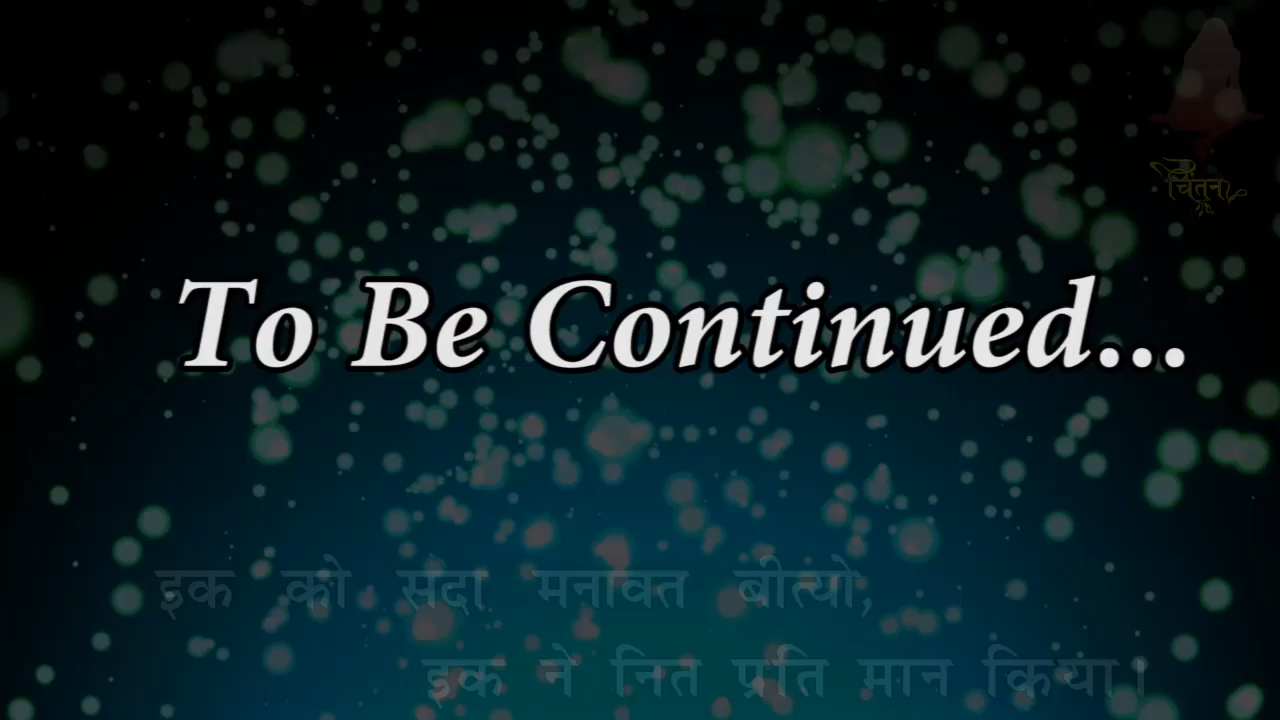 चिंतन
To Be Continued...
इक को सदा मनावत बीत्यो,
इक ने नित प्रति मान किया।